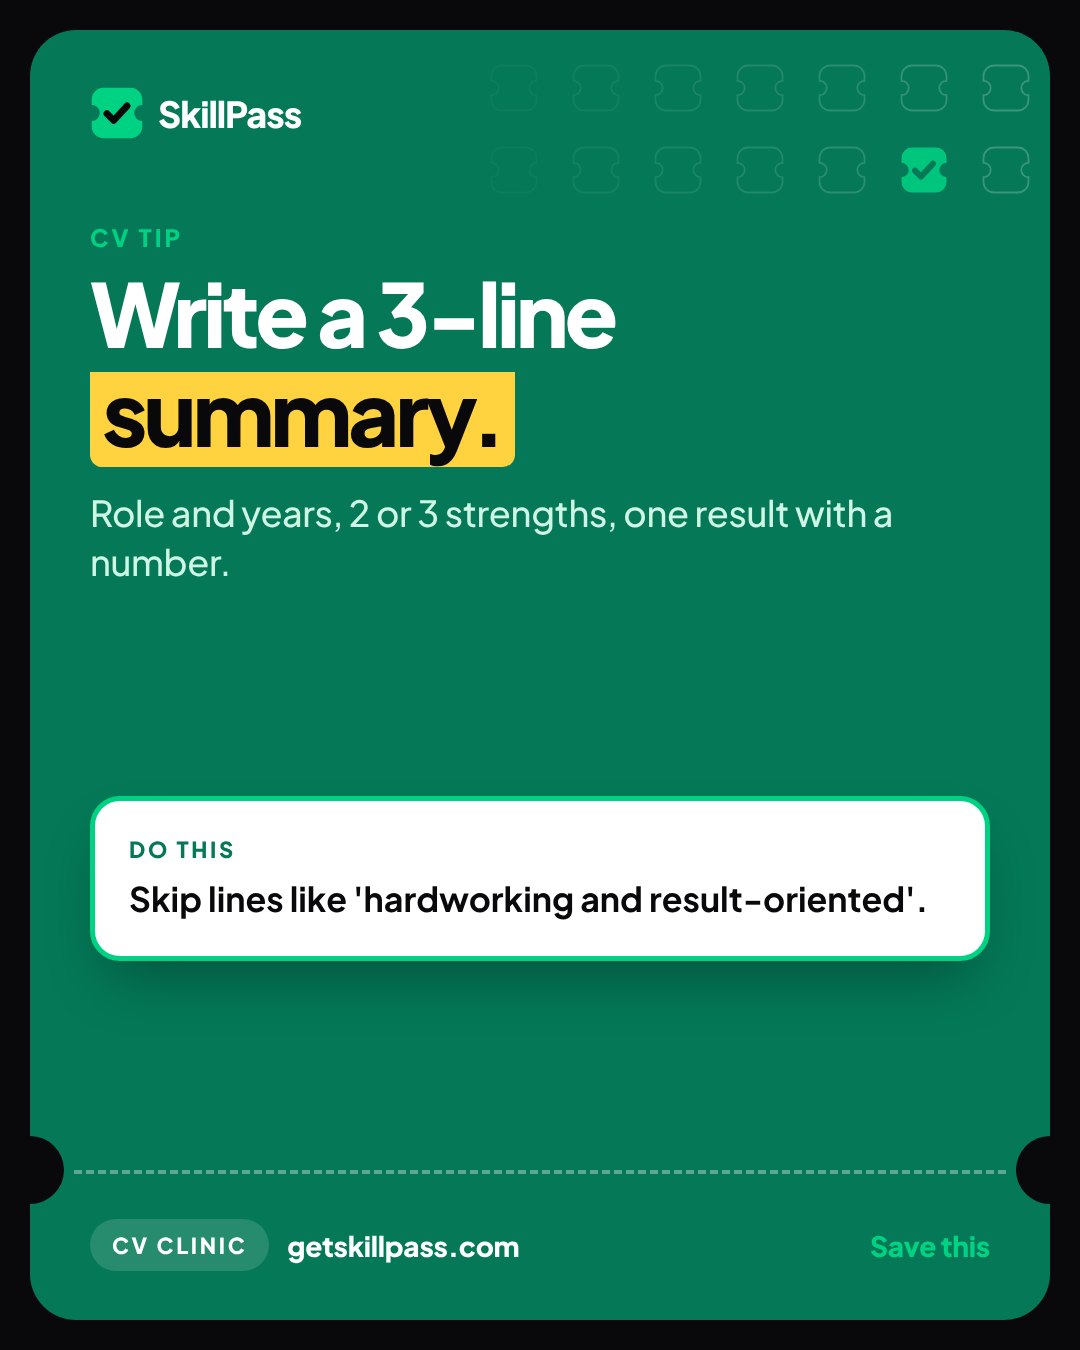 SkillPass
CV TIP
Write a 3-line
summary.
Role and years, 2 or 3 strengths, one result with a
number.
DO THIS
Skip lines like 'hardworking and result-oriented'.
CV CLINIC getskillpass.com Save this